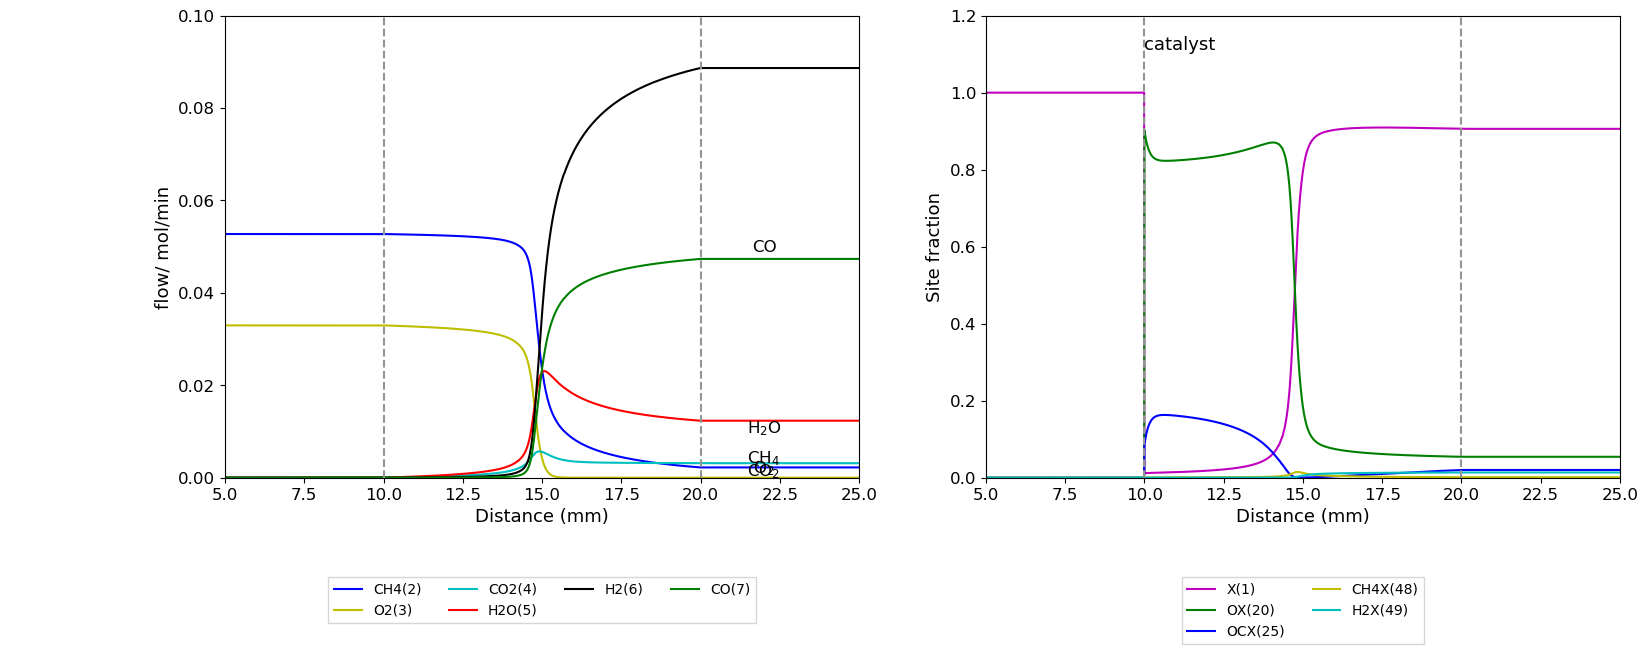 0.10
0.08
0.06
0.04
0.02
0.00
flow/ mol/min
CO
H₂O
CH₄
CO₂
5.0 7.5 10.0 12.5 15.0 17.5 20.0 22.5 25.0
Distance (mm)
CH4(2) CO2(4) H2(6) CO(7)
O2(3) H2O(5)
1.2
1.0
0.8
0.6
0.4
0.2
0.0
Site fraction
catalyst
5.0 7.5 10.0 12.5 15.0 17.5 20.0 22.5 25.0
Distance (mm)
X(1) CH4X(48)
OX(20) H2X(49)
OCX(25)